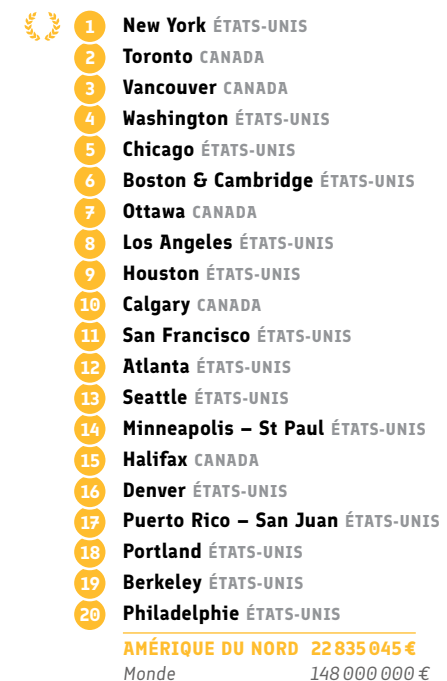 1 New York ÉTATS-UNIS
2 Toronto CANADA
3 Vancouver CANADA
4 Washington ÉTATS-UNIS
5 Chicago ÉTATS-UNIS
6 Boston & Cambridge ÉTATS-UNIS
7 Ottawa CANADA
8 Los Angeles ÉTATS-UNIS
9 Houston ÉTATS-UNIS
10 Calgary CANADA
11 San Francisco ÉTATS-UNIS
12 Atlanta ÉTATS-UNIS
13 Seattle ÉTATS-UNIS
14 Minneapolis – St Paul ÉTATS-UNIS
15 Halifax CANADA
16 Denver ÉTATS-UNIS
17 Puerto Rico – San Juan ÉTATS-UNIS
18 Portland ÉTATS-UNIS
19 Berkeley ÉTATS-UNIS
20 Philadelphie ÉTATS-UNIS
AMÉRIQUE DU NORD 22 835 045 €
Monde 148 000 000 €